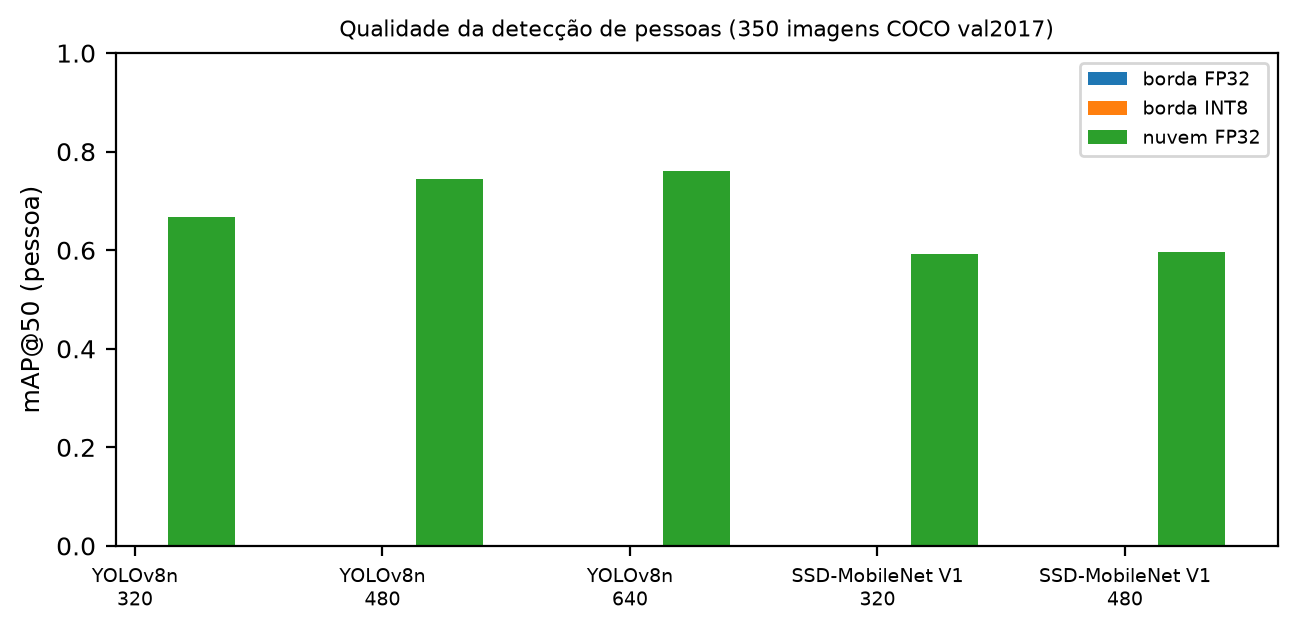 Qualidade da detecção de pessoas (350 imagens COCO val2017)
borda FP32
borda INT8
nuvem FP32
mAP@50 (pessoa)
1.0
0.8
0.6
0.4
0.2
0.0
YOLOv8n
320
YOLOv8n
480
YOLOv8n
640
SSD-MobileNet V1
320
SSD-MobileNet V1
480